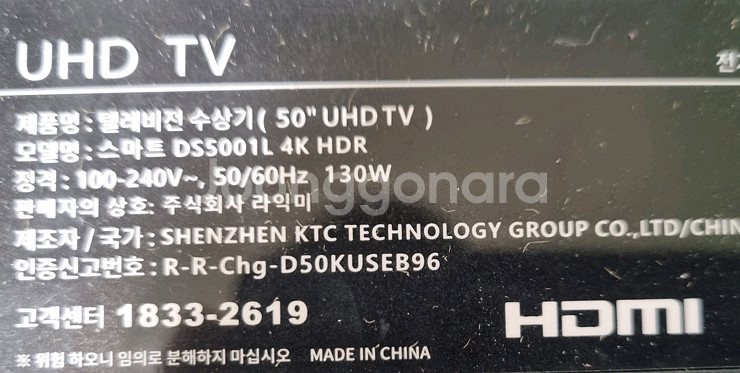 UHD TV
전
제품명 : 텔레비전 수상기( 50" UHD TV )
모델명 : 스마트 DS5001L 4K HDR
정격 : 100-240V~, 50/60Hz 130W
Junggonara
판매자의 상호: 주식회사 라익미
제조자 / 국가 : SHENZHEN KTC TECHNOLOGY GROUP CO.,LTD/CHIN
인증신고번호 : R-R-Chg-D50KUSEB96
고객센터 1833-2619
HDMI
※ 위험 하오니 임의로 분해하지 마십시오 MADE IN CHINA